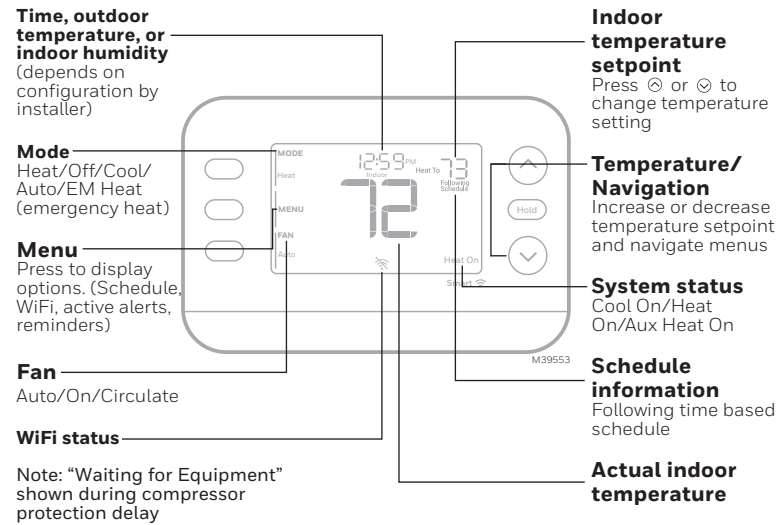 Time, outdoor
temperature, or
indoor humidity
(depends on
configuration by
installer)
Mode
Heat/Off/Cool/
Auto/EM Heat
(emergency heat)
Menu
Press to display
options. (Schedule,
WiFi, active alerts,
reminders)
Fan
Auto/On/Circulate
WiFi status
Note: “Waiting for Equipment”
shown during compressor
protection delay
MODE
Heat
MENU
FAN
Auto
12:59 PM
Indoor
72
Heat To 73
Following
Schedule
Heat On
Smart
Hold
M39553
Indoor
temperature
setpoint
Press or to
change temperature
setting
Temperature/
Navigation
Increase or decrease
temperature setpoint
and navigate menus
System status
Cool On/Heat
On/Aux Heat On
Schedule
information
Following time based
schedule
Actual indoor
temperature